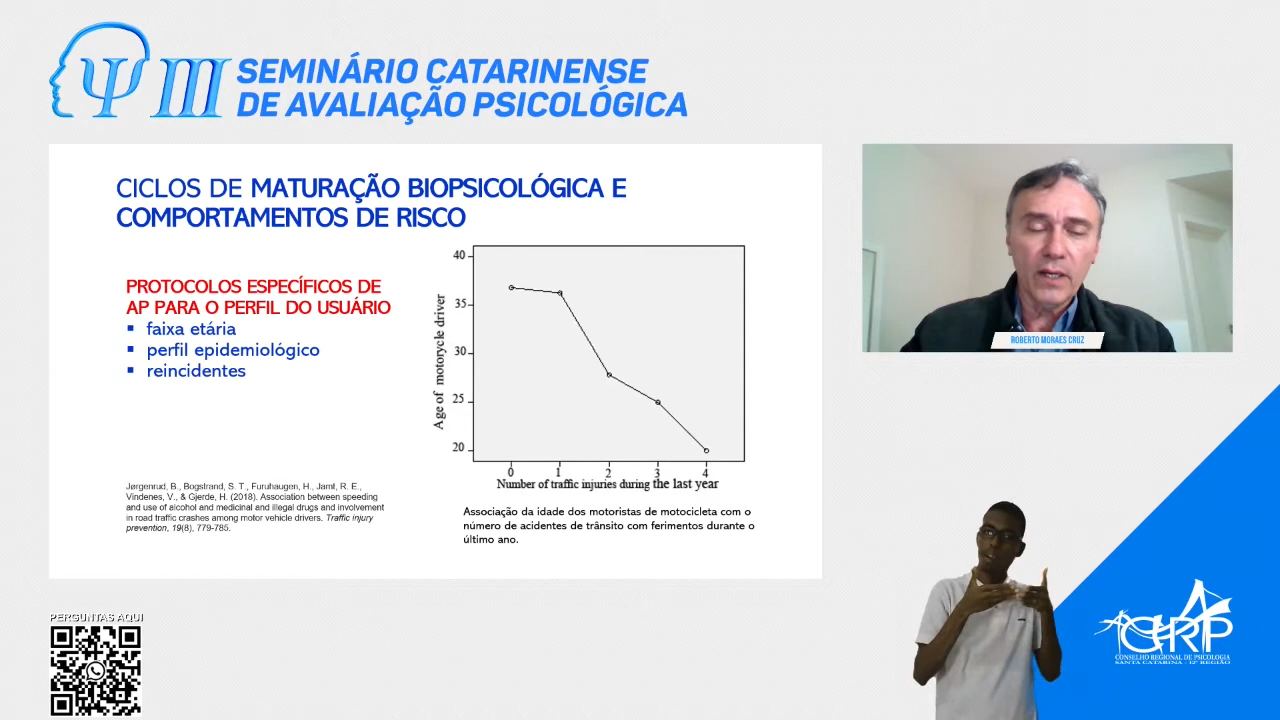 Ψ III SEMINÁRIO CATARINENSE
DE AVALIAÇÃO PSICOLÓGICA
CICLOS DE MATURAÇÃO BIOPSICOLÓGICA E
COMPORTAMENTOS DE RISCO
PROTOCOLOS ESPECÍFICOS DE
AP PARA O PERFIL DO USUÁRIO
▪ faixa etária
▪ perfil epidemiológico
▪ reincidentes
Jørgenrud, B., Bogstrand, S. T., Furuhaugen, H., Jamt, R. E.,
Vindenes, V., & Gjerde, H. (2018). Association between speeding
and use of alcohol and medicinal and illegal drugs and involvement
in road traffic crashes among motor vehicle drivers. Traffic injury
prevention, 19(8), 779-785.
Age of motorycle driver
40
35
30
25
20
0 1 2 3 4
Number of traffic injuries during the last year
Associação da idade dos motoristas de motocicleta com o
número de acidentes de trânsito com ferimentos durante o
último ano.
ROBERTO MORAES CRUZ
PERGUNTAS AQUI
CRP
CONSELHO REGIONAL DE PSICOLOGIA
SANTA CATARINA - 12ª REGIÃO